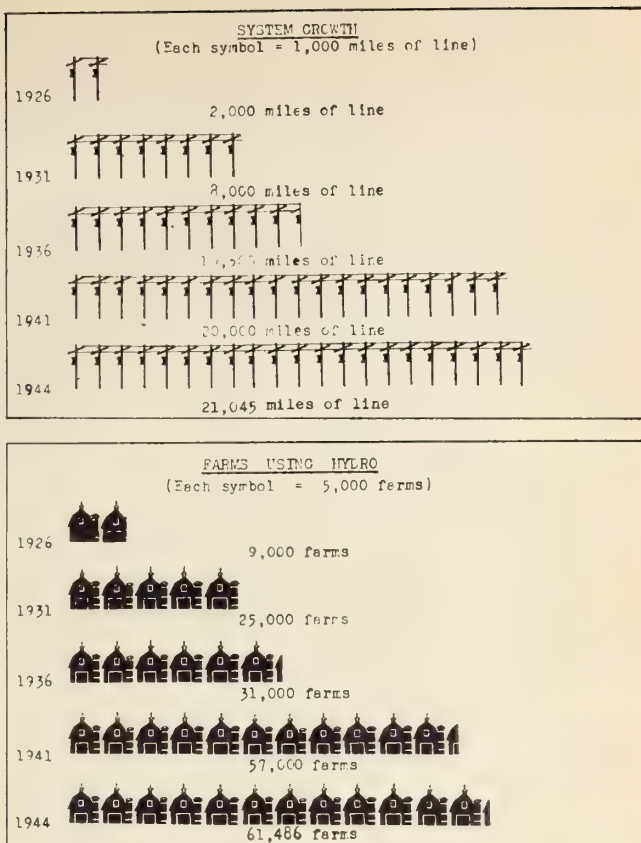 SYSTEM GROWTH
(Each symbol = 1,000 miles of line)
1926
2,000 miles of line
1931
8,000 miles of line
1936
miles of line
1941
20,000 miles of line
1944
21,045 miles of line
FARMS USING HYDRO
(Each symbol = 5,000 farms)
1926
9,000 farms
1931
25,000 farms
1936
31,000 farms
1941
57,000 farms
1944
61,486 farms